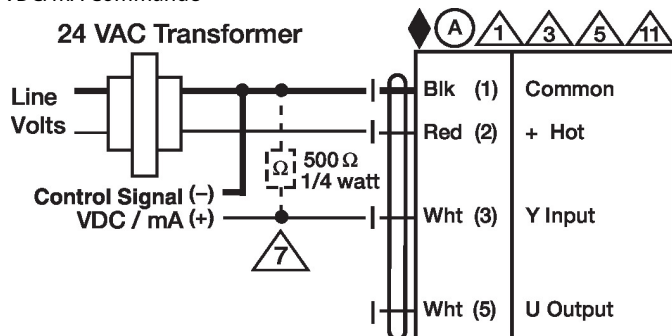 24 VAC Transformer
A 1 3 5 11
Line
Volts
Blk (1) Common
Red (2) + Hot
Ω 500 Ω
1/4 watt
Control Signal (−)
VDC / mA (+)
Wht (3) Y Input
7
Wht (5) U Output